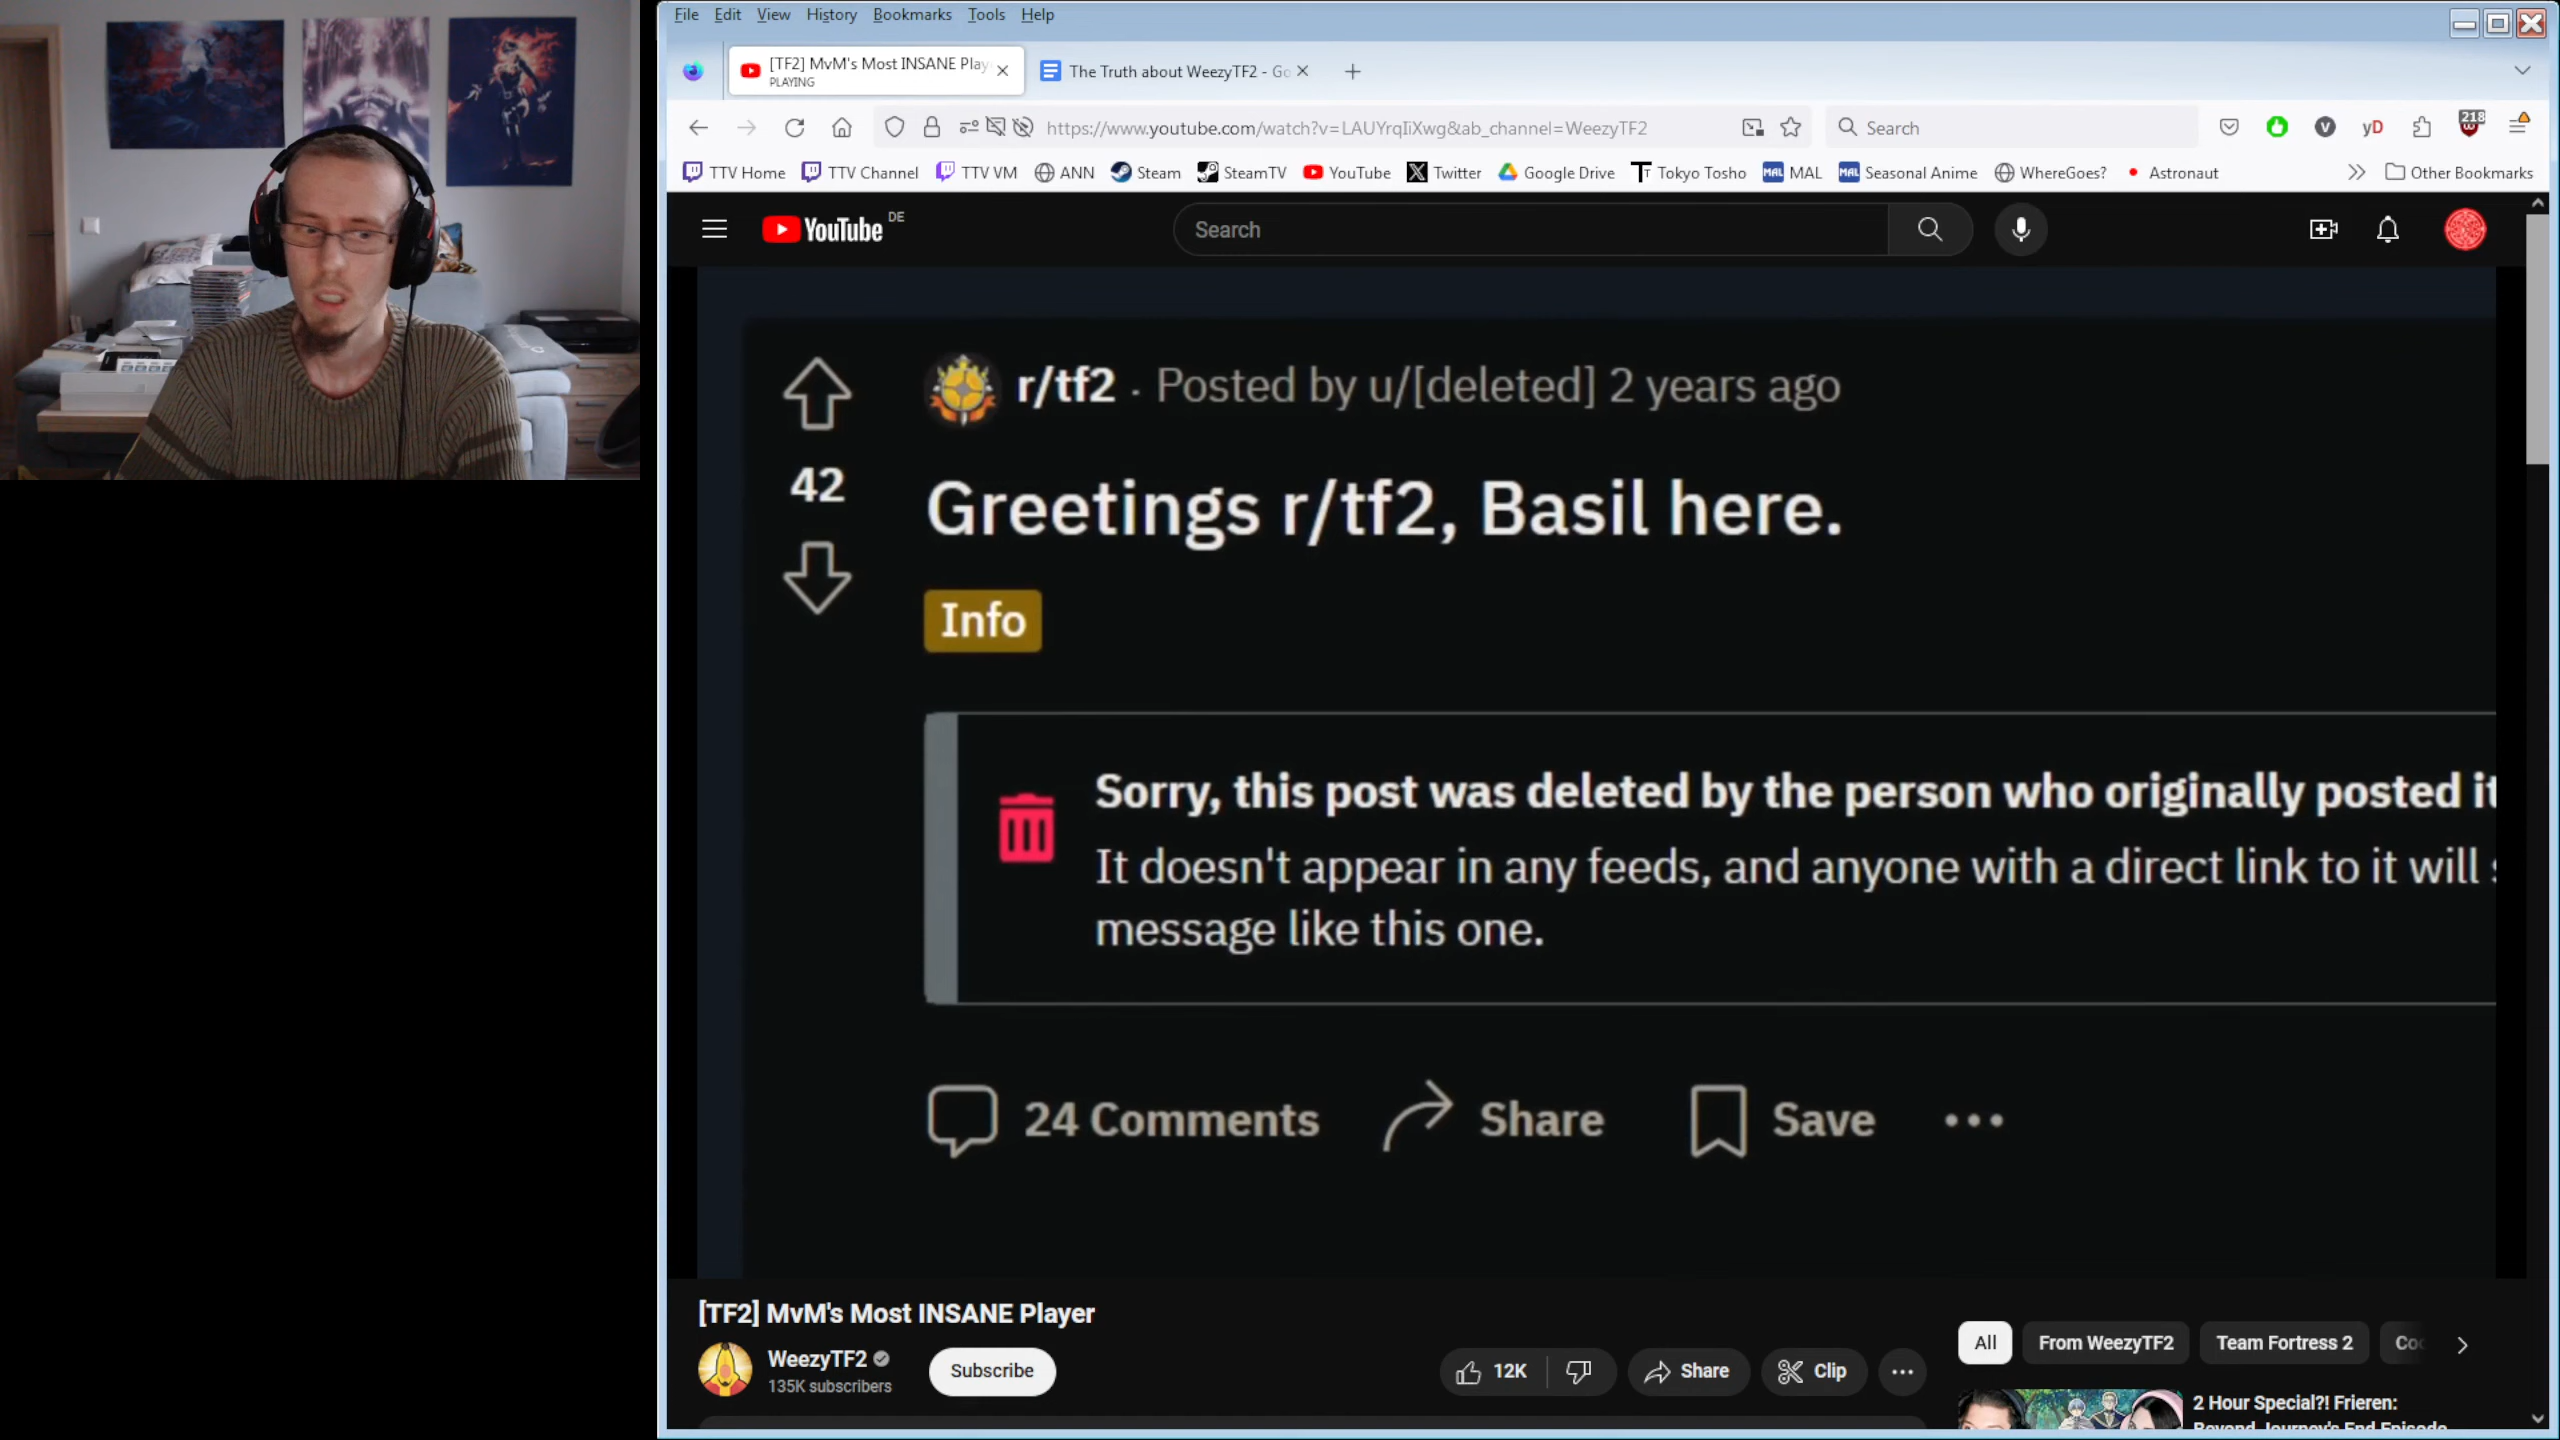 File Edit View History Bookmarks Tools Help
[TF2] MvM's Most INSANE Play
PLAYING
The Truth about WeezyTF2 - Go
https://www.youtube.com/watch?v=LAUYrqIiXwg&ab_channel=WeezyTF2
Search
yD
218
TTV Home TTV Channel TTV VM ANN Steam SteamTV YouTube Twitter Google Drive Tokyo Tosho MAL Seasonal Anime WhereGoes? Astronaut Other Bookmarks
YouTube DE
Search
r/tf2 · Posted by u/[deleted] 2 years ago
42
Greetings r/tf2, Basil here.
Info
Sorry, this post was deleted by the person who originally posted it
It doesn't appear in any feeds, and anyone with a direct link to it will
message like this one.
24 Comments Share Save
[TF2] MvM's Most INSANE Player
WeezyTF2
135K subscribers
Subscribe
12K Share Clip
All From WeezyTF2 Team Fortress 2
2 Hour Special?! Frieren:
Beyond Journey's End Episode